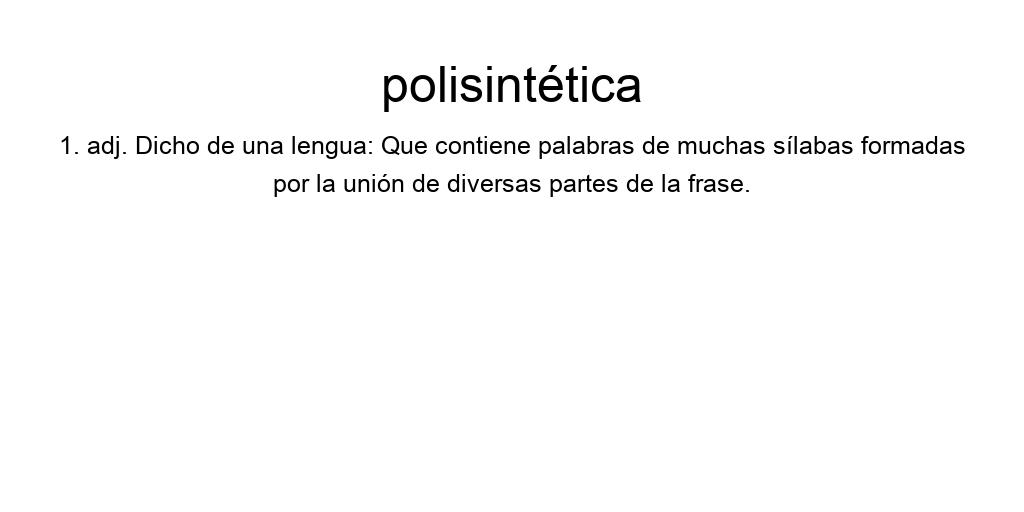 polisintética
1. adj. Dicho de una lengua: Que contiene palabras de muchas sílabas formadas
por la unión de diversas partes de la frase.